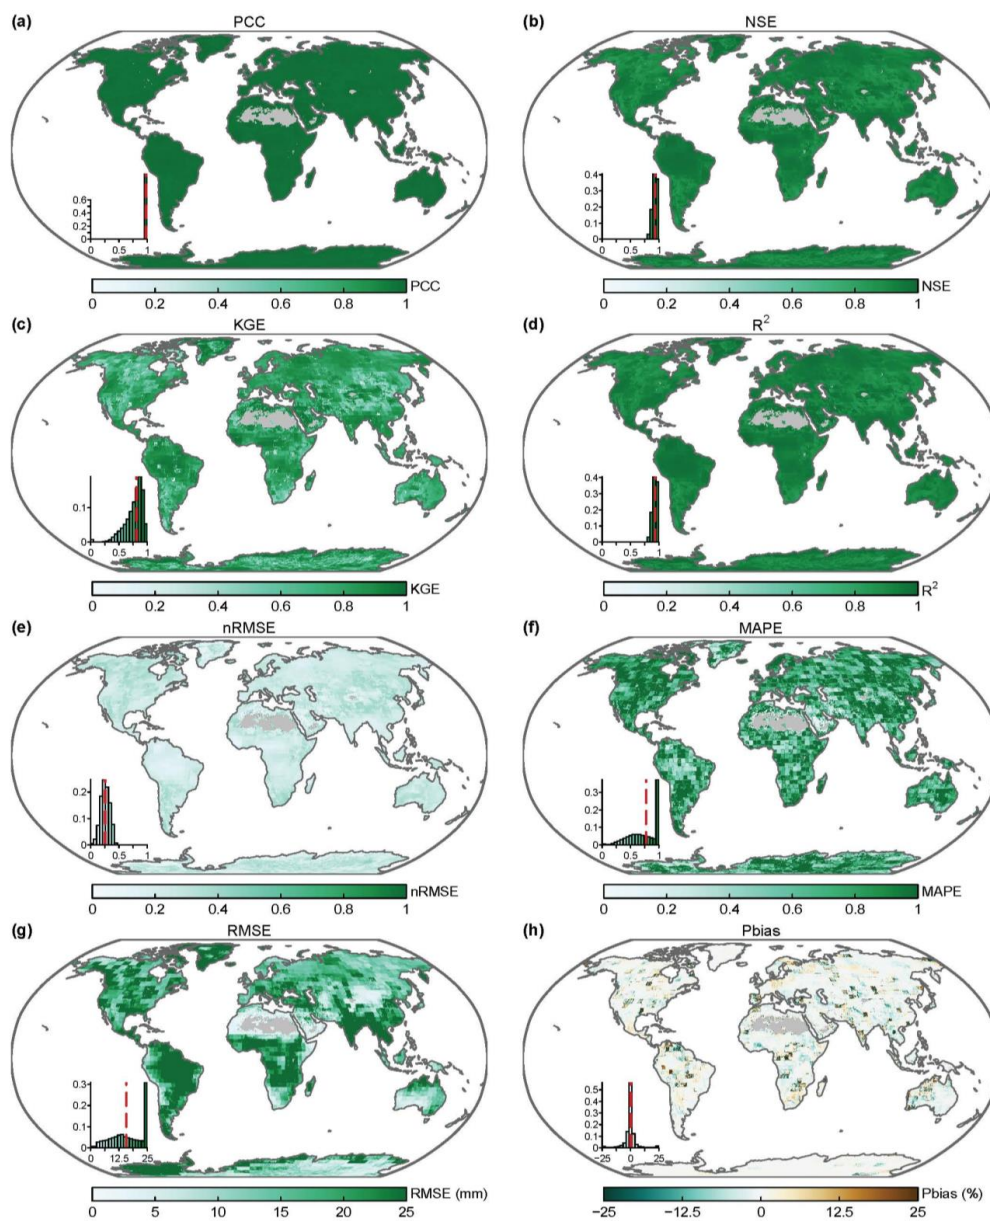 (a) PCC
(b) NSE
0.6
0.4
0.2
0
0 0.5 1
0.4
0.3
0.2
0.1
0
0 0.5 1
0 0.2 0.4 0.6 0.8 1 PCC
0 0.2 0.4 0.6 0.8 1 NSE
(c) KGE
(d) R²
0.1
0
0 0.5 1
0.4
0.3
0.2
0.1
0
0 0.5 1
0 0.2 0.4 0.6 0.8 1 KGE
0 0.2 0.4 0.6 0.8 1 R²
(e) nRMSE
(f) MAPE
0.2
0.1
0
0 0.5 1
0.3
0.2
0.1
0
0 0.5 1
0 0.2 0.4 0.6 0.8 1 nRMSE
0 0.2 0.4 0.6 0.8 1 MAPE
(g) RMSE
(h) Pbias
0.3
0.2
0.1
0
0 12.5 25
0.5
0.4
0.3
0.2
0.1
0
−25 0 25
0 5 10 15 20 25 RMSE (mm)
−25 −12.5 0 12.5 25 Pbias (%)